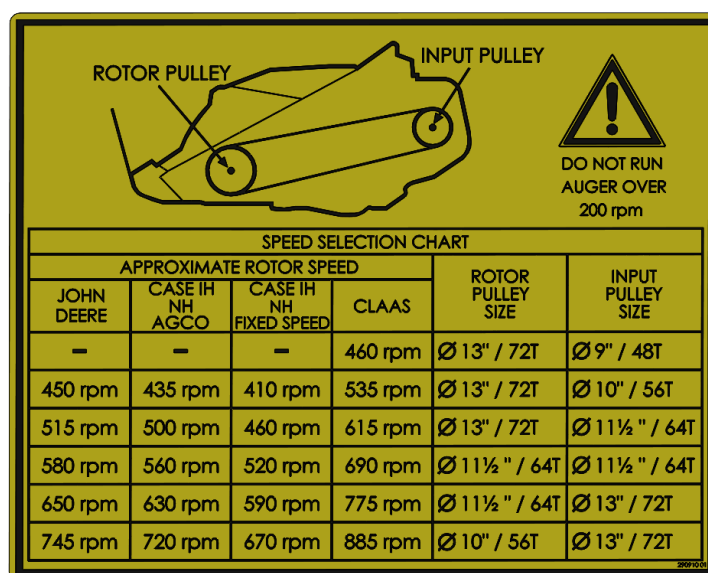 INPUT PULLEY
ROTOR PULLEY
DO NOT RUN
AUGER OVER
200 rpm
SPEED SELECTION CHART
APPROXIMATE ROTOR SPEED
ROTOR PULLEY SIZE
INPUT PULLEY SIZE
JOHN DEERE
CASE IH NH AGCO
CASE IH NH FIXED SPEED
CLAAS
– – – 460 rpm Ø 13" / 72T Ø 9" / 48T
450 rpm 435 rpm 410 rpm 535 rpm Ø 13" / 72T Ø 10" / 56T
515 rpm 500 rpm 460 rpm 615 rpm Ø 13" / 72T Ø 11½ " / 64T
580 rpm 560 rpm 520 rpm 690 rpm Ø 11½ " / 64T Ø 11½ " / 64T
650 rpm 630 rpm 590 rpm 775 rpm Ø 11½ " / 64T Ø 13" / 72T
745 rpm 720 rpm 670 rpm 885 rpm Ø 10" / 56T Ø 13" / 72T